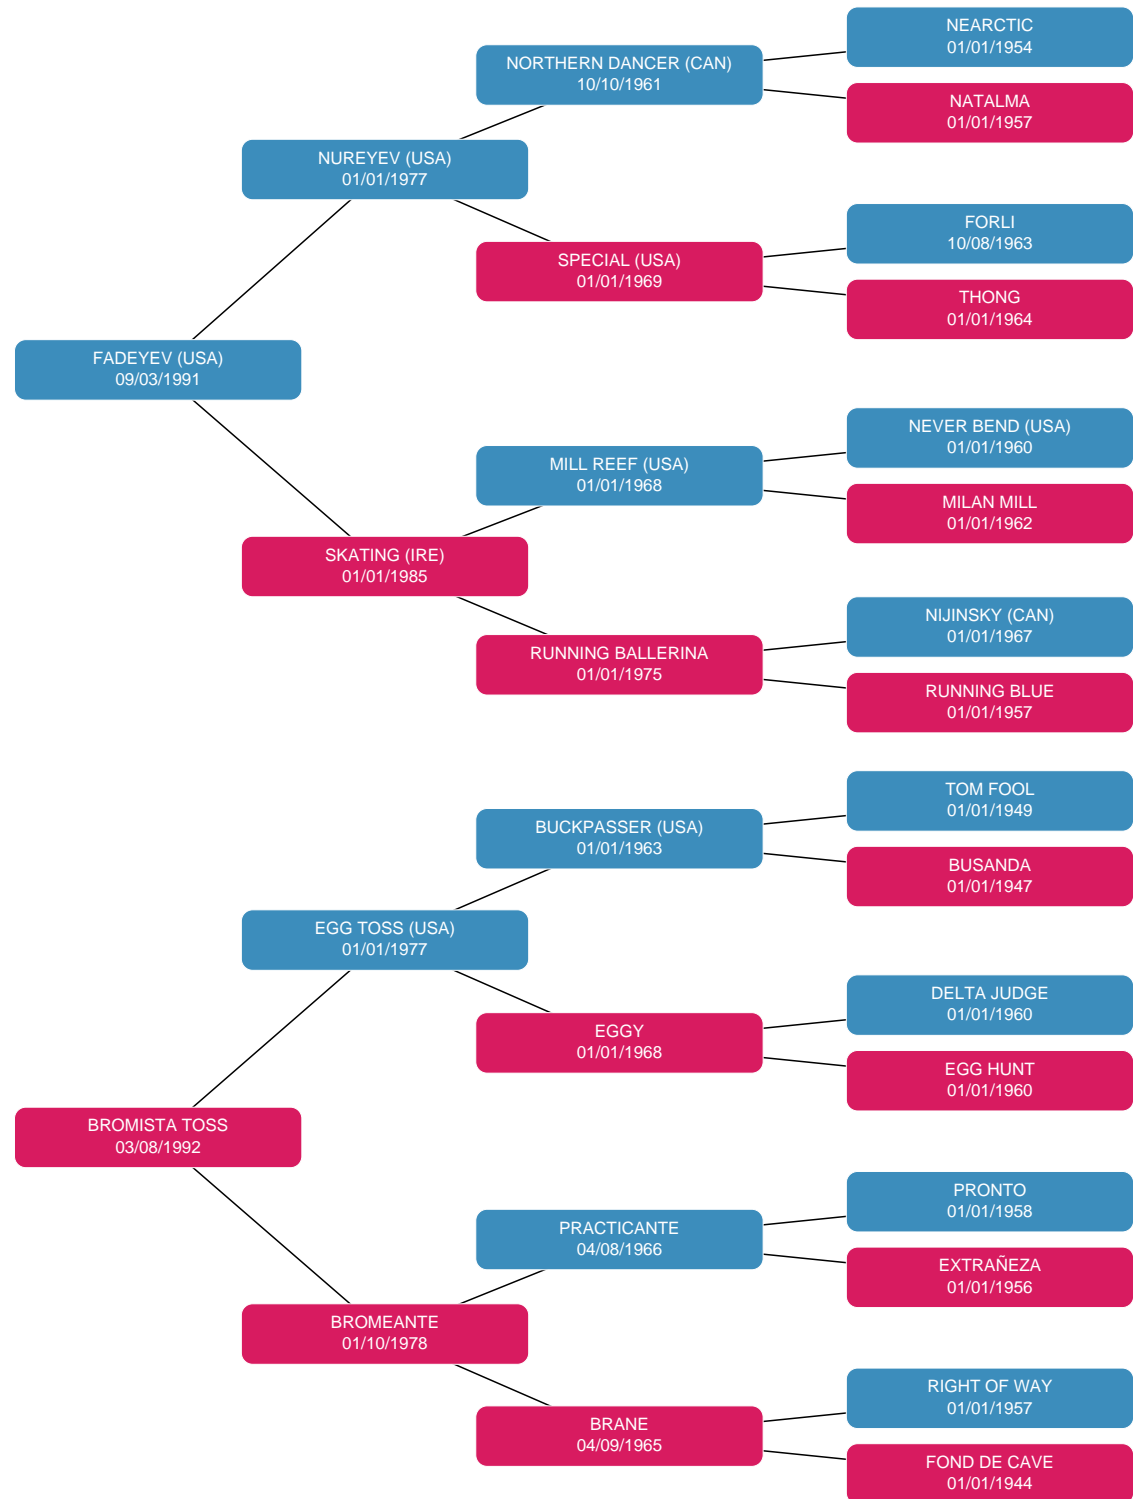 NEARCTIC
01/01/1954
NORTHERN DANCER (CAN)
10/10/1961
NATALMA
01/01/1957
NUREYEV (USA)
01/01/1977
FORLI
10/08/1963
SPECIAL (USA)
01/01/1969
THONG
01/01/1964
FADEYEV (USA)
09/03/1991
NEVER BEND (USA)
01/01/1960
MILL REEF (USA)
01/01/1968
MILAN MILL
01/01/1962
SKATING (IRE)
01/01/1985
NIJINSKY (CAN)
01/01/1967
RUNNING BALLERINA
01/01/1975
RUNNING BLUE
01/01/1957
TOM FOOL
01/01/1949
BUCKPASSER (USA)
01/01/1963
BUSANDA
01/01/1947
EGG TOSS (USA)
01/01/1977
DELTA JUDGE
01/01/1960
EGGY
01/01/1968
EGG HUNT
01/01/1960
BROMISTA TOSS
03/08/1992
PRONTO
01/01/1958
PRACTICANTE
04/08/1966
EXTRAÑEZA
01/01/1956
BROMEANTE
01/10/1978
RIGHT OF WAY
01/01/1957
BRANE
04/09/1965
FOND DE CAVE
01/01/1944